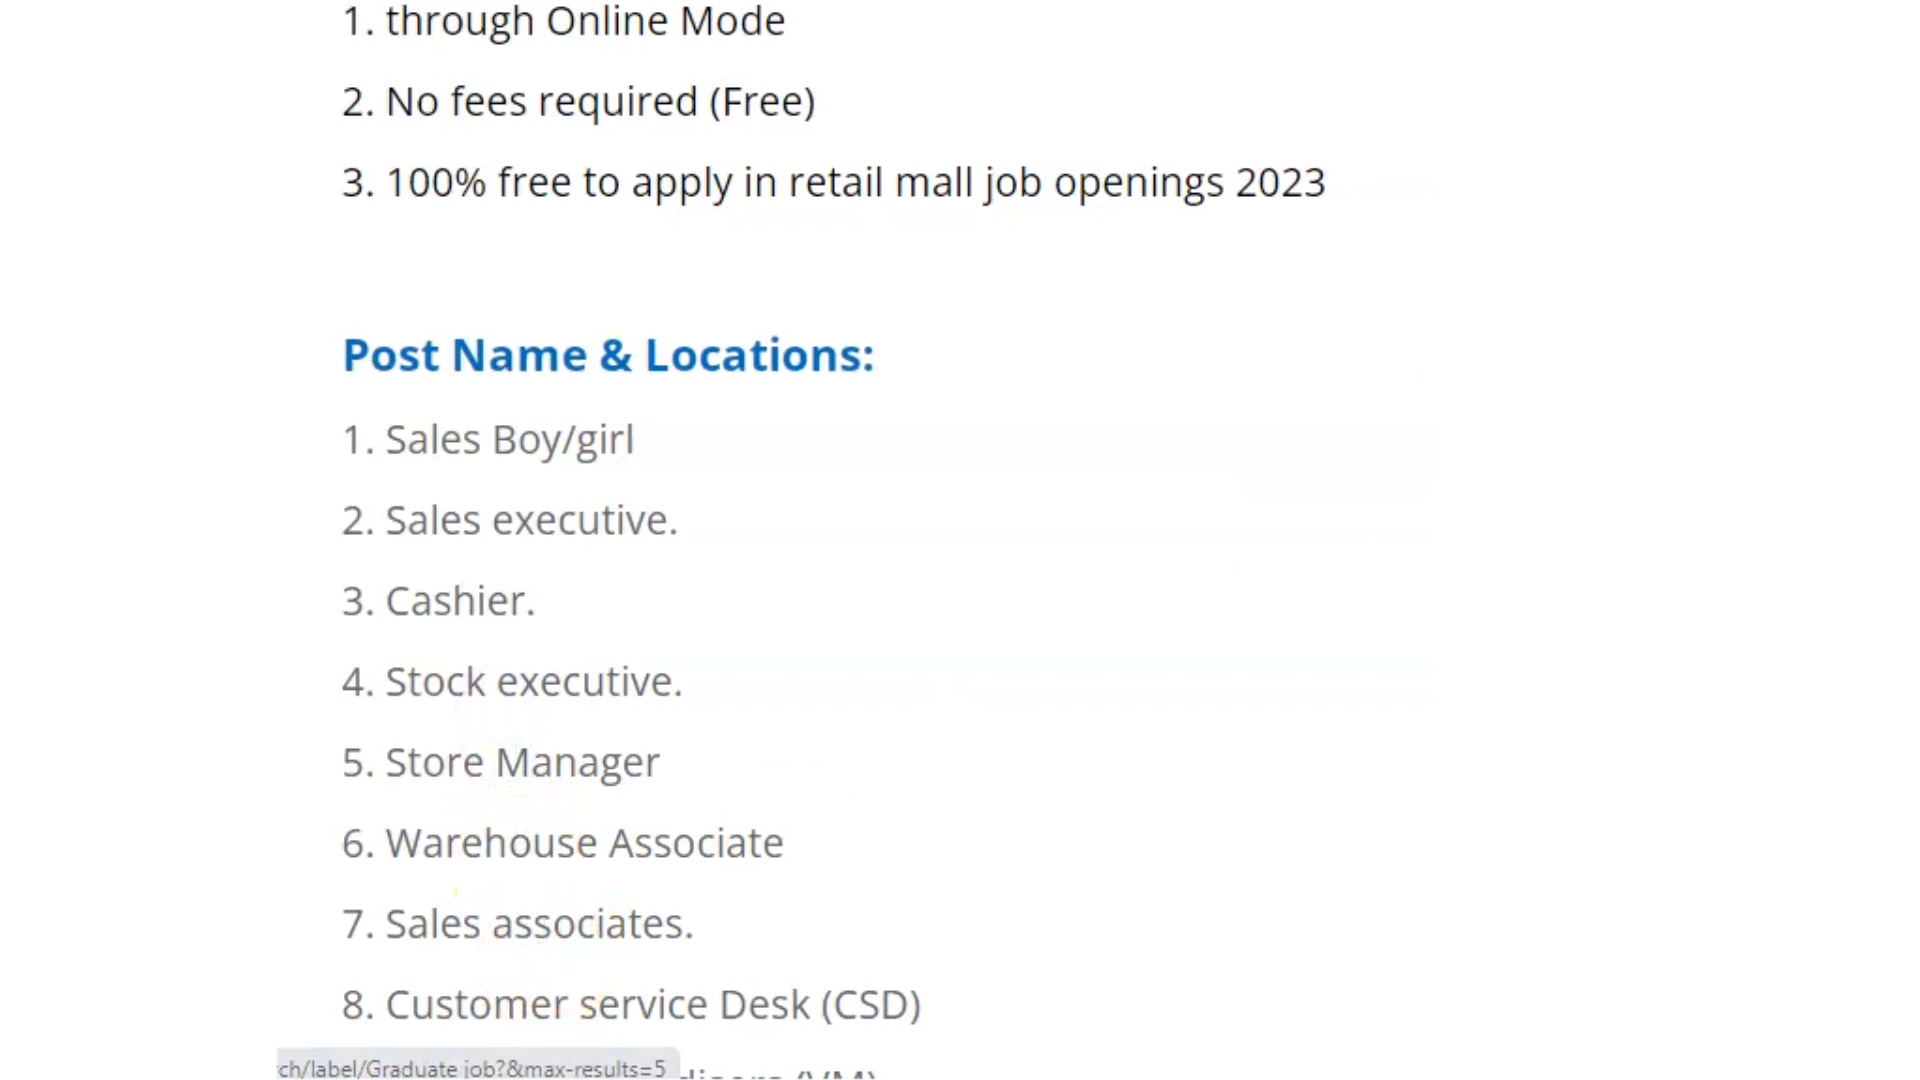 1. through Online Mode
2. No fees required (Free)
3. 100% free to apply in retail mall job openings 2023
Post Name & Locations:
1. Sales Boy/girl
2. Sales executive.
3. Cashier.
4. Stock executive.
5. Store Manager
6. Warehouse Associate
7. Sales associates.
8. Customer service Desk (CSD)
ch/label/Graduate job?&max-results=5
(VM)